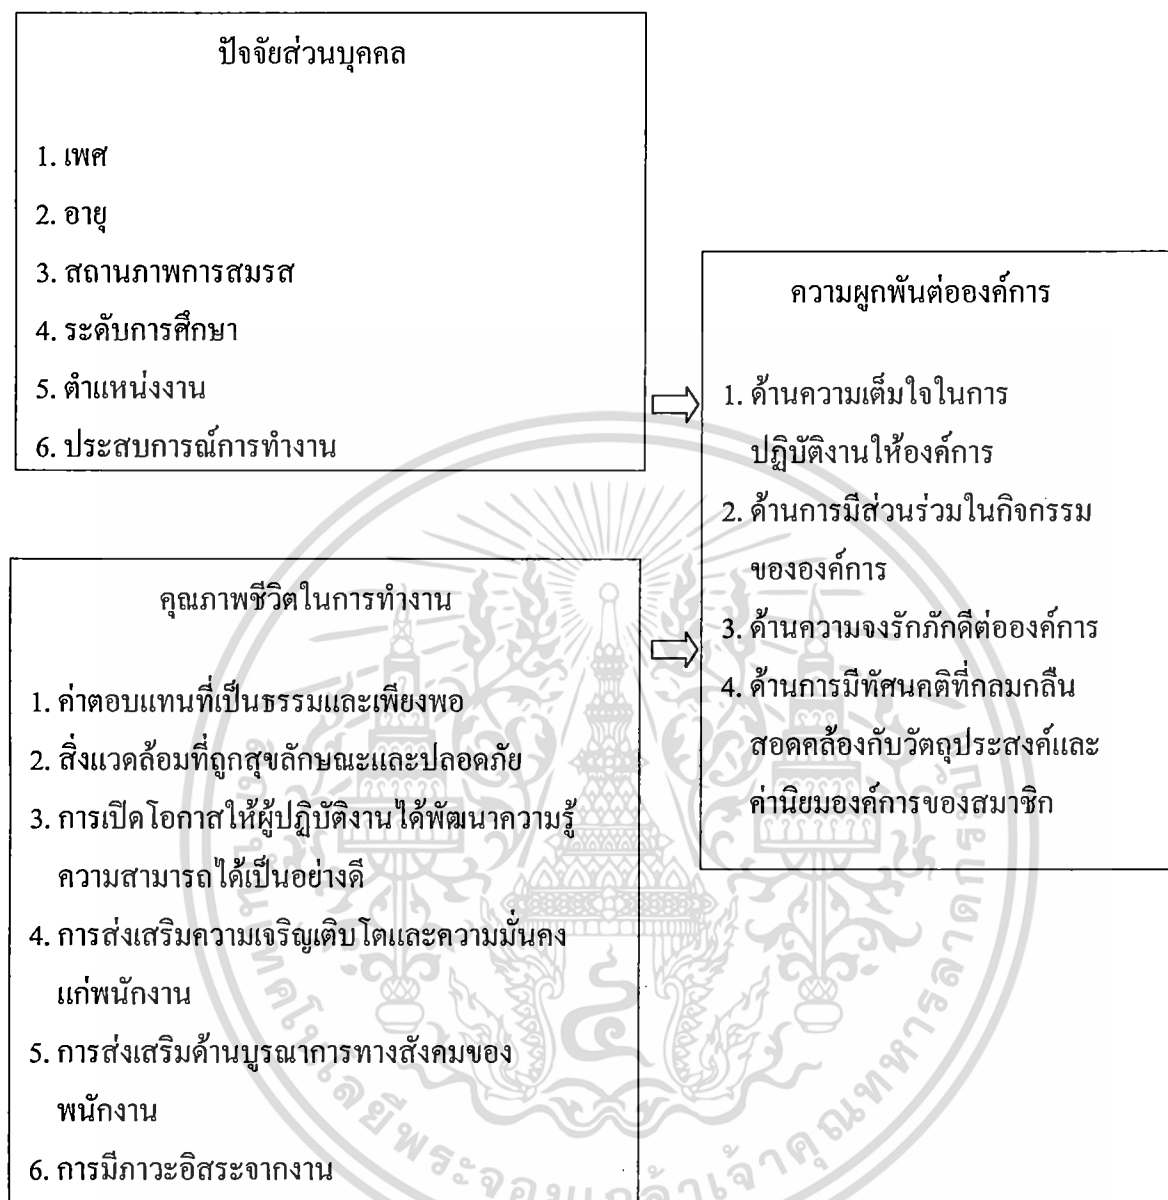 ปัจจัยส่วนบุคคล
1. เพศ
2. อายุ
3. สถานภาพการสมรส
4. ระดับการศึกษา
5. ตำแหน่งงาน
6. ประสบการณ์การทำงาน
ความผูกพันต่อองค์การ
1. ด้านความเต็มใจในการ
ปฏิบัติงานให้องค์การ
2. ด้านการมีส่วนร่วมในกิจกรรม
ขององค์การ
3. ด้านความจงรักภักดีต่อองค์การ
4. ด้านการมีทัศนคติที่กลมกลืน
สอดคล้องกับวัตถุประสงค์และ
ค่านิยมองค์การของสมาชิก
คุณภาพชีวิตในการทำงาน
1. ค่าตอบแทนที่เป็นธรรมและเพียงพอ
2. สิ่งแวดล้อมที่ถูกสุขลักษณะและปลอดภัย
3. การเปิดโอกาสให้ผู้ปฏิบัติงานได้พัฒนาความรู้
ความสามารถได้เป็นอย่างดี
4. การส่งเสริมความเจริญเติบโตและความมั่นคง
แก่พนักงาน
5. การส่งเสริมด้านบูรณาการทางสังคมของ
พนักงาน
6. การมีภาวะอิสระจากงาน